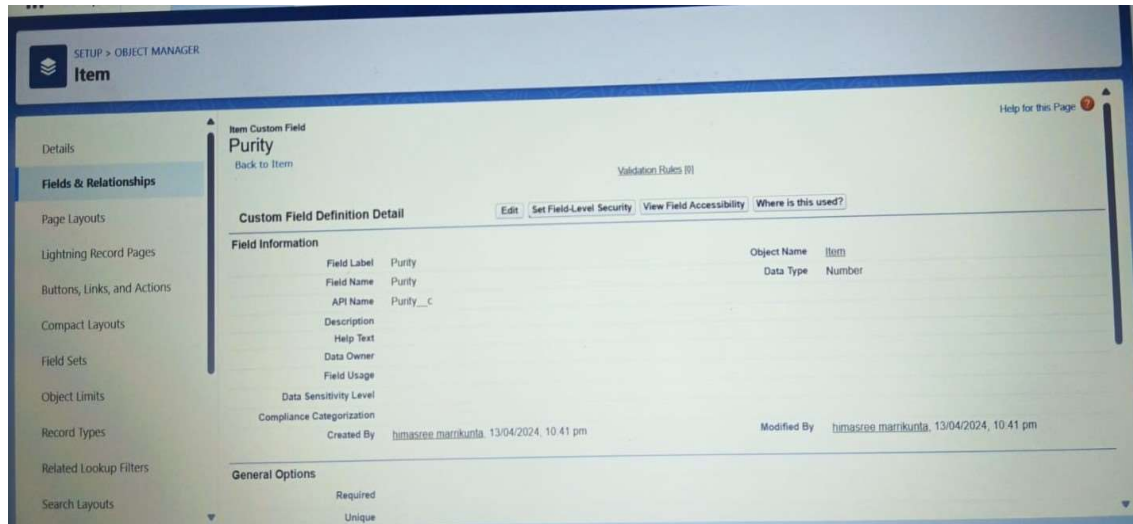 SETUP > OBJECT MANAGER
Item
Help for this Page ?
Details
Fields & Relationships
Page Layouts
Lightning Record Pages
Buttons, Links, and Actions
Compact Layouts
Field Sets
Object Limits
Record Types
Related Lookup Filters
Search Layouts
Item Custom Field
Purity
Back to Item
Validation Rules [0]
Custom Field Definition Detail Edit Set Field-Level Security View Field Accessibility Where is this used?
Field Information
Field Label Purity Object Name Item
Field Name Purity Data Type Number
API Name Purity__c
Description
Help Text
Data Owner
Field Usage
Data Sensitivity Level
Compliance Categorization
Created By himasree marrikunta, 13/04/2024, 10:41 pm Modified By himasree marrikunta, 13/04/2024, 10:41 pm
General Options
Required
Unique